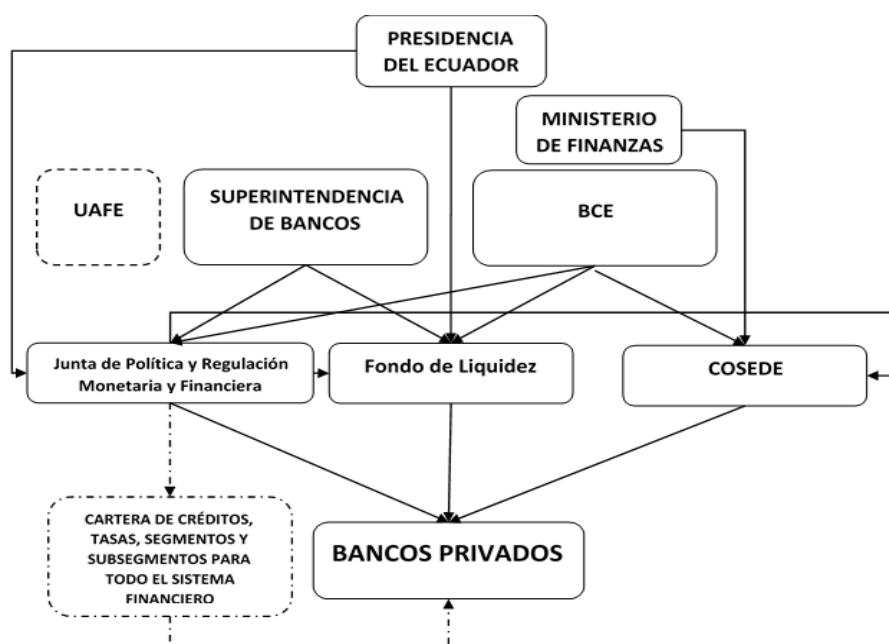 PRESIDENCIA
DEL ECUADOR
MINISTERIO
DE FINANZAS
UAFE
SUPERINTENDENCIA
DE BANCOS
BCE
Junta de Política y Regulación
Monetaria y Financiera
Fondo de Liquidez
COSEDE
CARTERA DE CRÉDITOS,
TASAS, SEGMENTOS Y
SUBSEGMENTOS PARA
TODO EL SISTEMA
FINANCIERO
BANCOS PRIVADOS